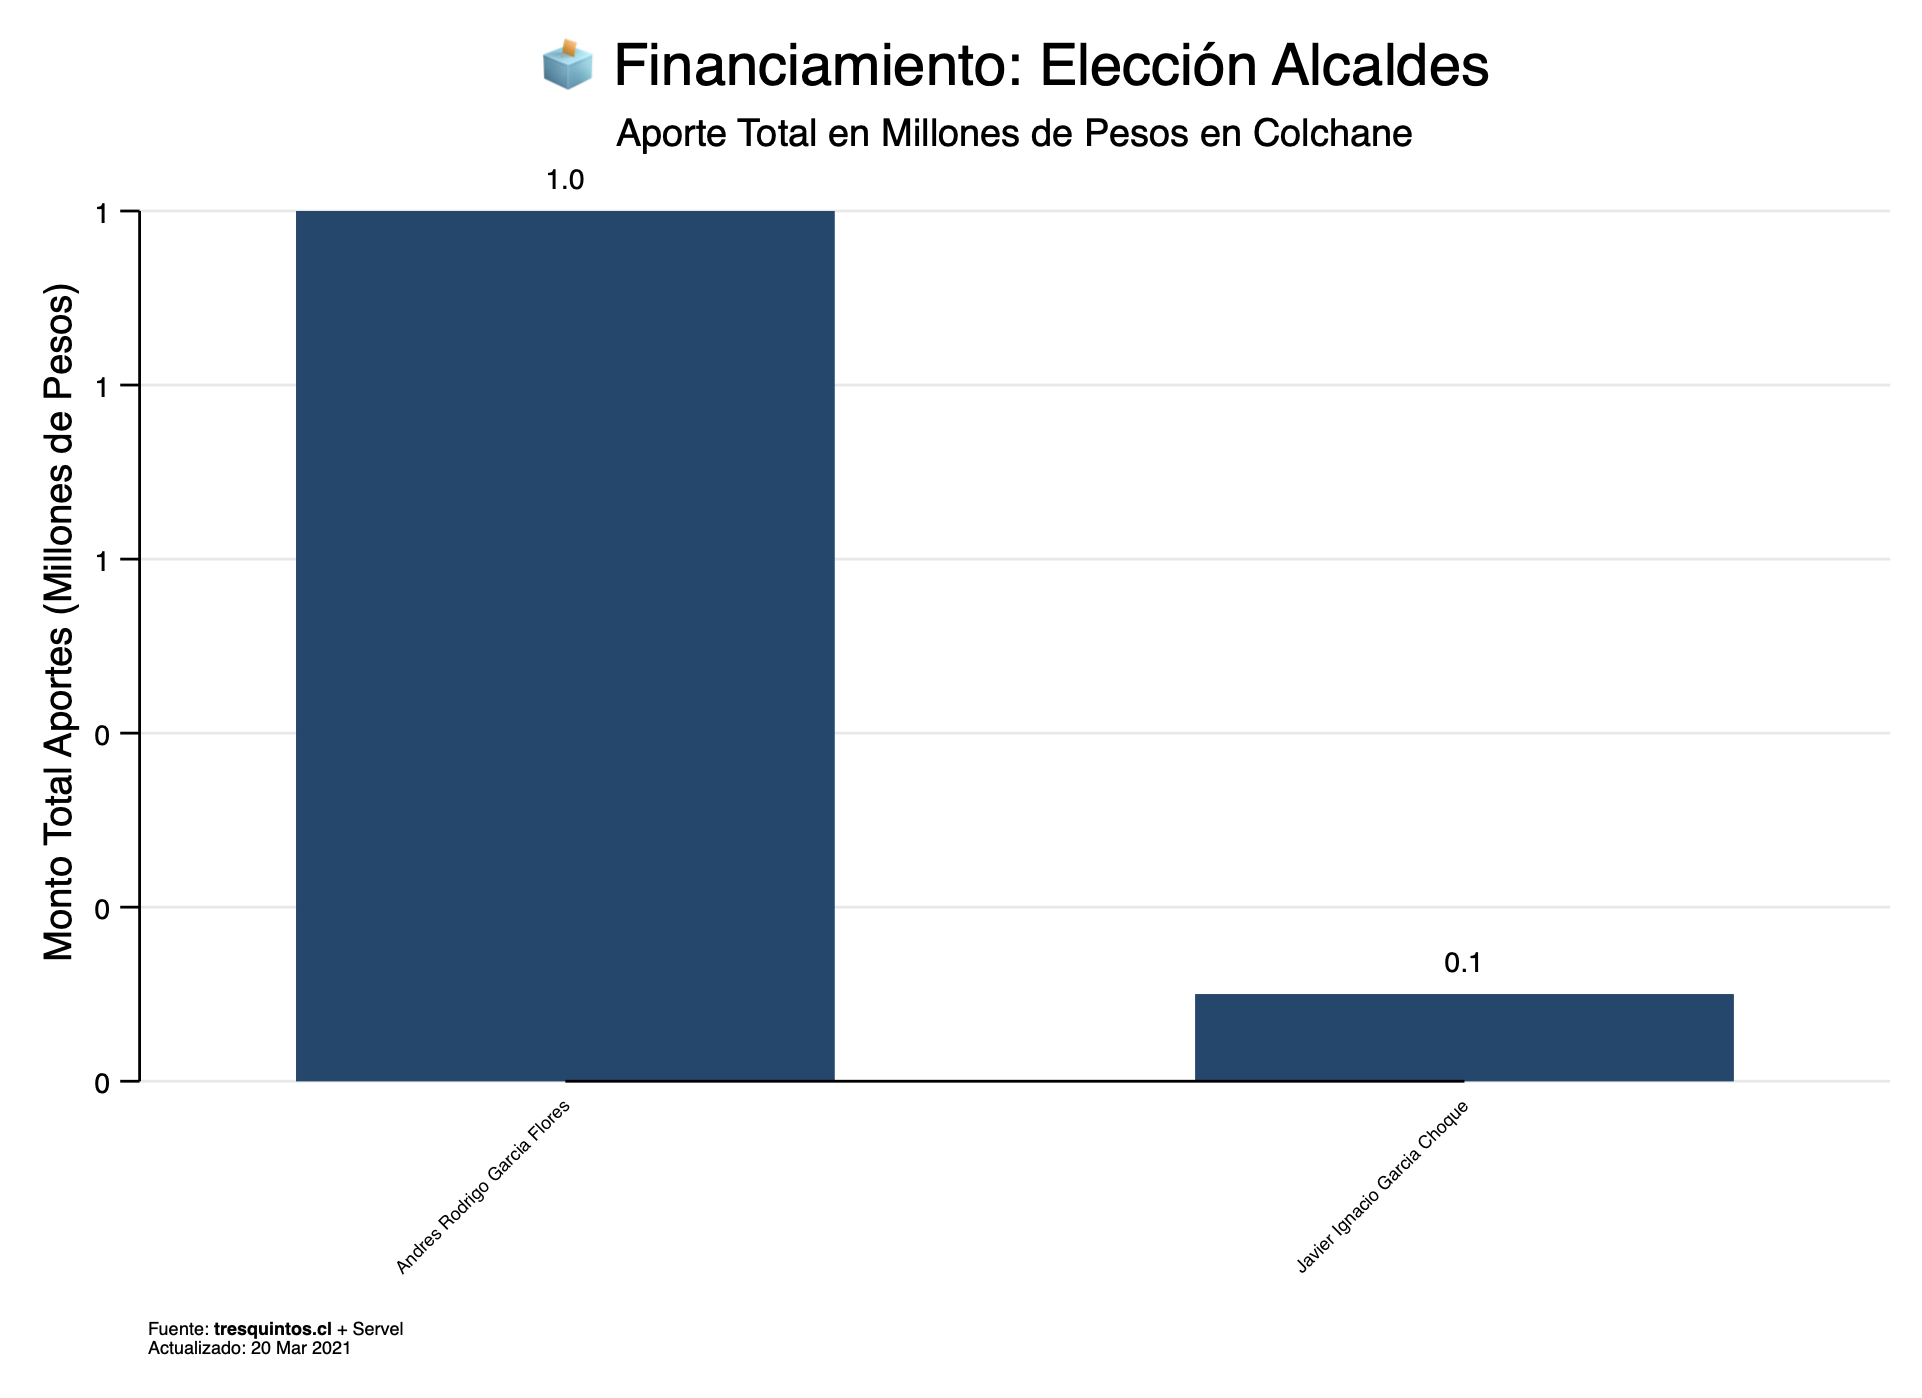 Financiamiento: Elección Alcaldes
Aporte Total en Millones de Pesos en Colchane
Monto Total Aportes (Millones de Pesos)
1
1
1
0
0
0
1.0
0.1
Andres Rodrigo Garcia Flores
Javier Ignacio Garcia Choque
Fuente: tresquintos.cl + Servel
Actualizado: 20 Mar 2021